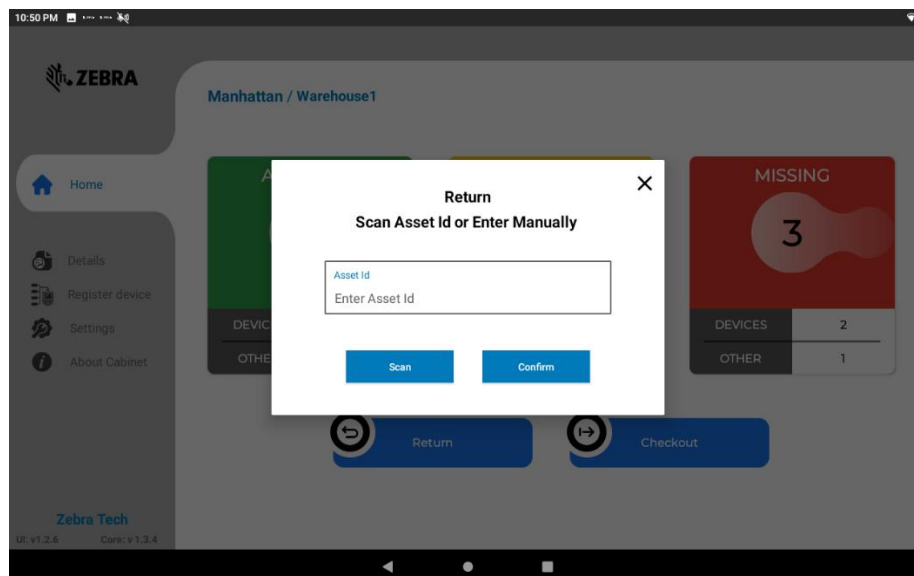 10:50 PM
ZEBRA
Manhattan / Warehouse1
Home
Details
Register device
Settings
About Cabinet
A
MISSING
3
DEVIC
OTHE
DEVICES 2
OTHER 1
Return
Scan Asset Id or Enter Manually
Asset Id
Enter Asset Id
Scan Confirm
Return Checkout
Zebra Tech
UI: v1.2.6 Core: v 1.3.4